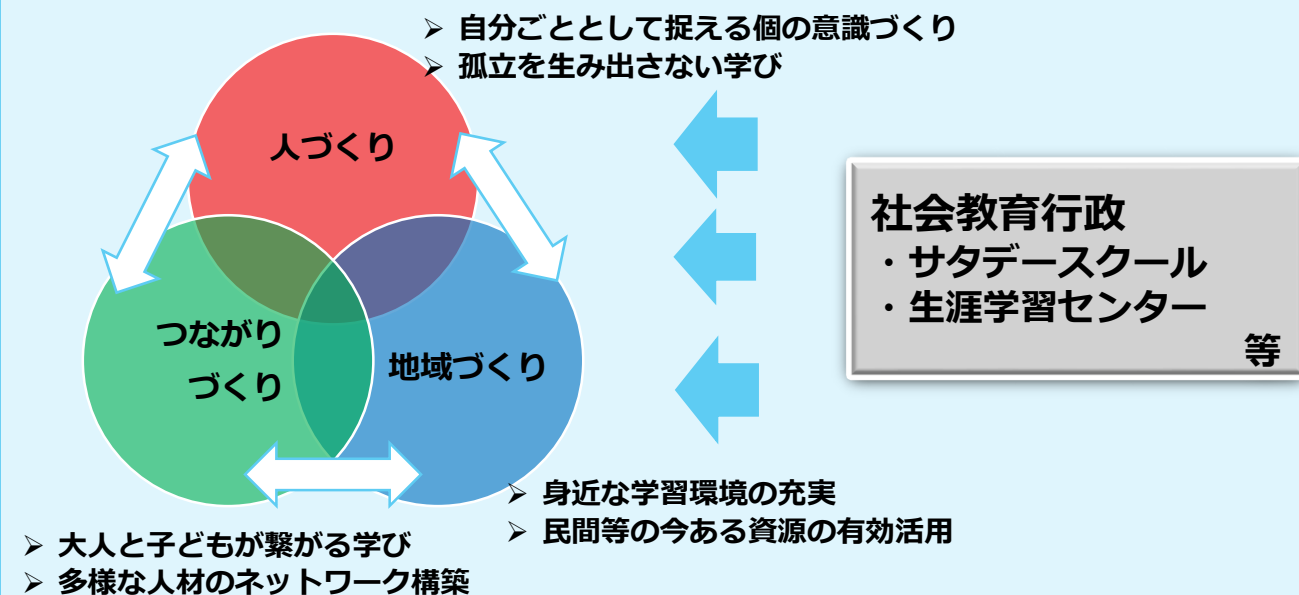 ➢ 自分ごととして捉える個の意識づくり
➢ 孤立を生み出さない学び
人づくり
つながり
づくり
地域づくり
社会教育行政
・サタデースクール
・生涯学習センター
等
➢ 身近な学習環境の充実
➢ 民間等の今ある資源の有効活用
➢ 大人と子どもが繋がる学び
➢ 多様な人材のネットワーク構築